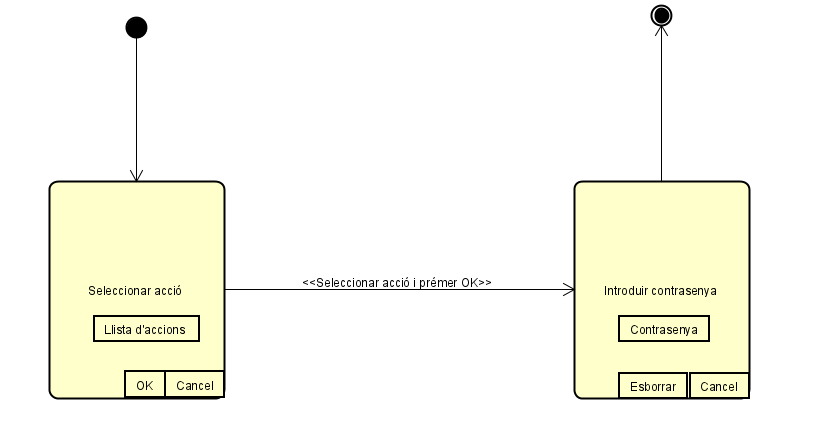 <<Seleccionar acció i prémer OK>>
Seleccionar acció
Llista d'accions
OK
Cancel
Introduir contrasenya
Contrasenya
Esborrar
Cancel